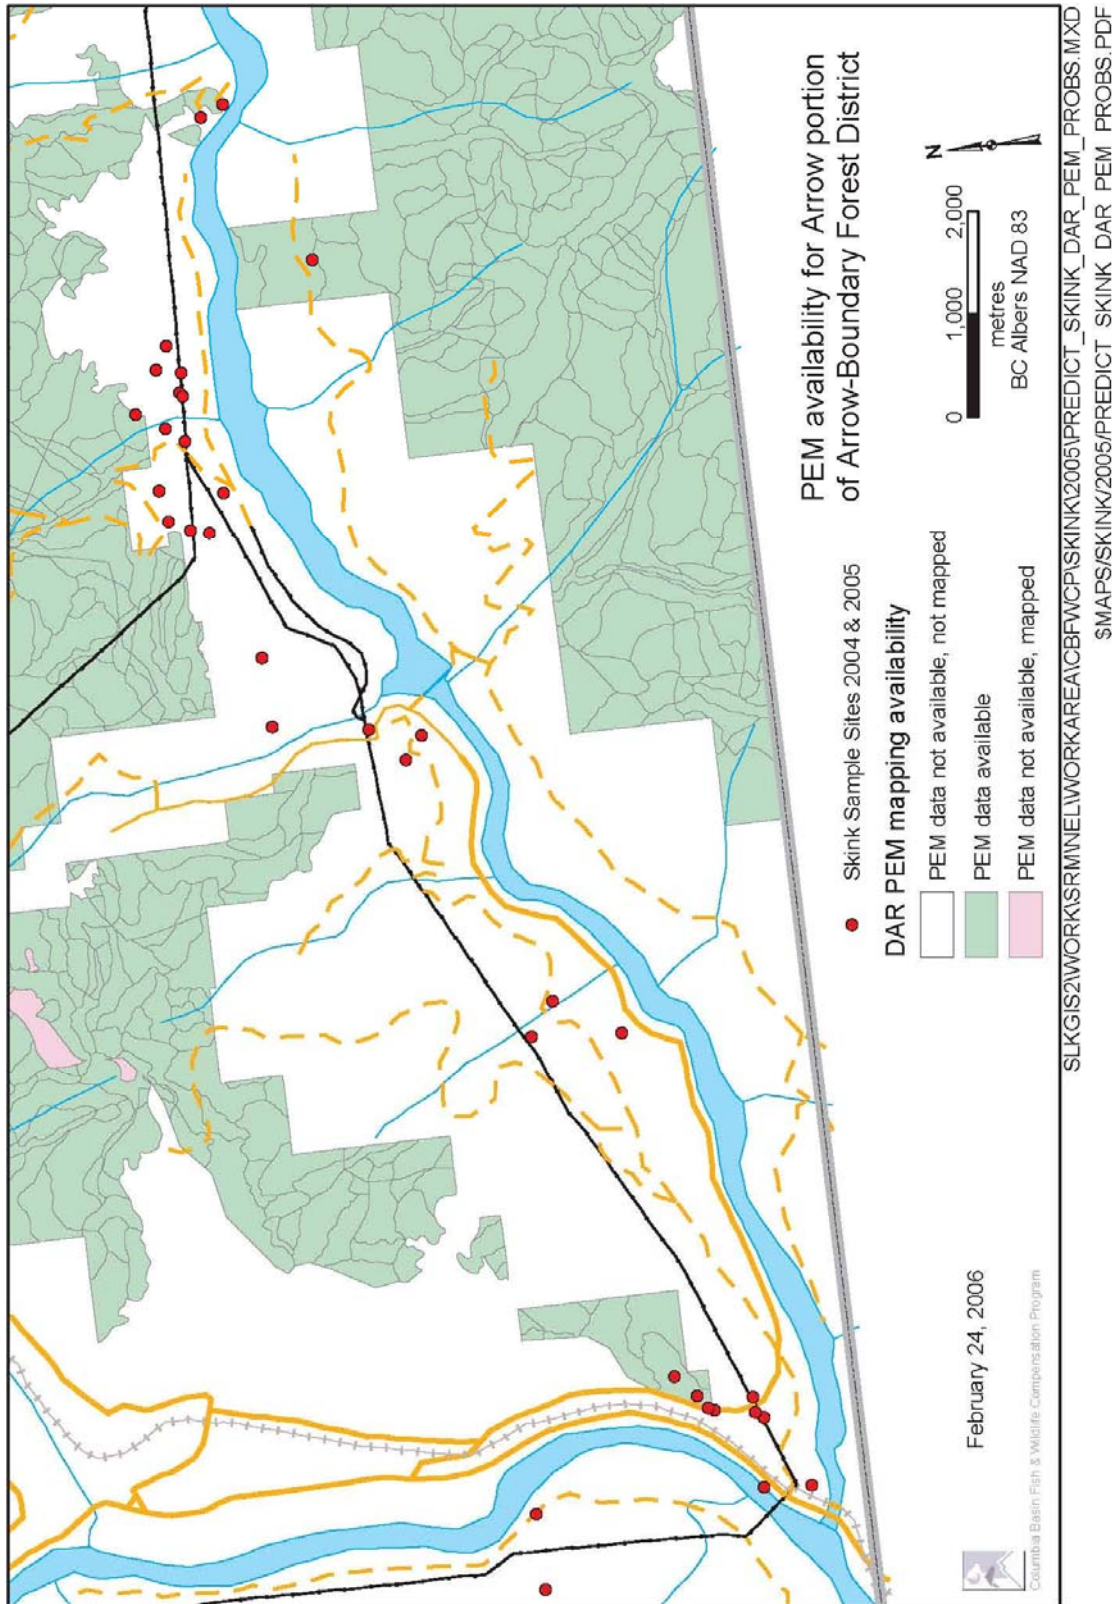 PEM availability for Arrow portion
of Arrow-Boundary Forest District
Skink Sample Sites 2004 & 2005
DAR PEM mapping availability
PEM data not available, not mapped
PEM data available
PEM data not available, mapped
0 1,000 2,000
metres
BC Albers NAD 83
N
February 24, 2006
Columbia Basin Fish & Wildlife Compensation Program
SLKGIS2\WORK\SRM\NEL\WORKAREA\CBFWCP\SKINK\2005\PREDICT_SKINK_DAR_PEM_PROBS.MXD
$MAPS/SKINK/2005/PREDICT_SKINK_DAR_PEM_PROBS.PDF